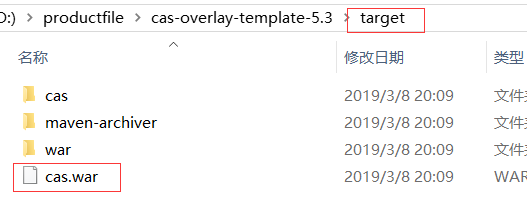 O:) › productfile › cas-overlay-template-5.3 › target
名称 修改日期 类型
cas 2019/3/8 20:09 文件
maven-archiver 2019/3/8 20:09 文件
war 2019/3/8 20:09 文件
cas.war 2019/3/8 20:09 WAR